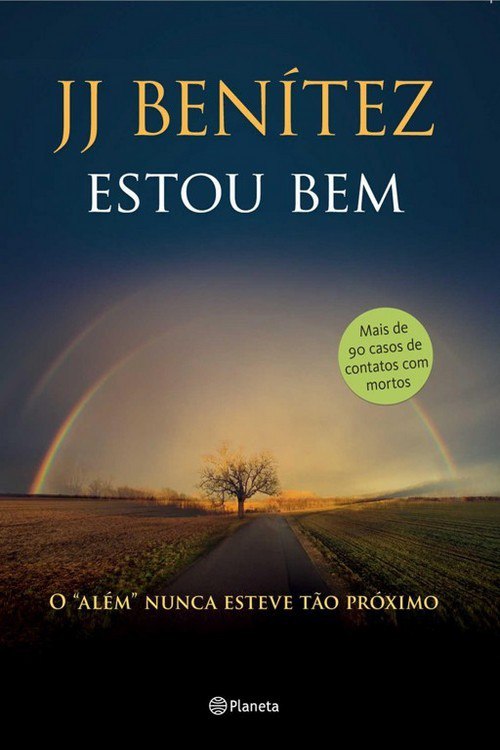 JJ BENÍTEZ
ESTOU BEM
Mais de
90 casos de
contatos com
mortos
O “ALÉM” NUNCA ESTEVE TÃO PRÓXIMO
Planeta